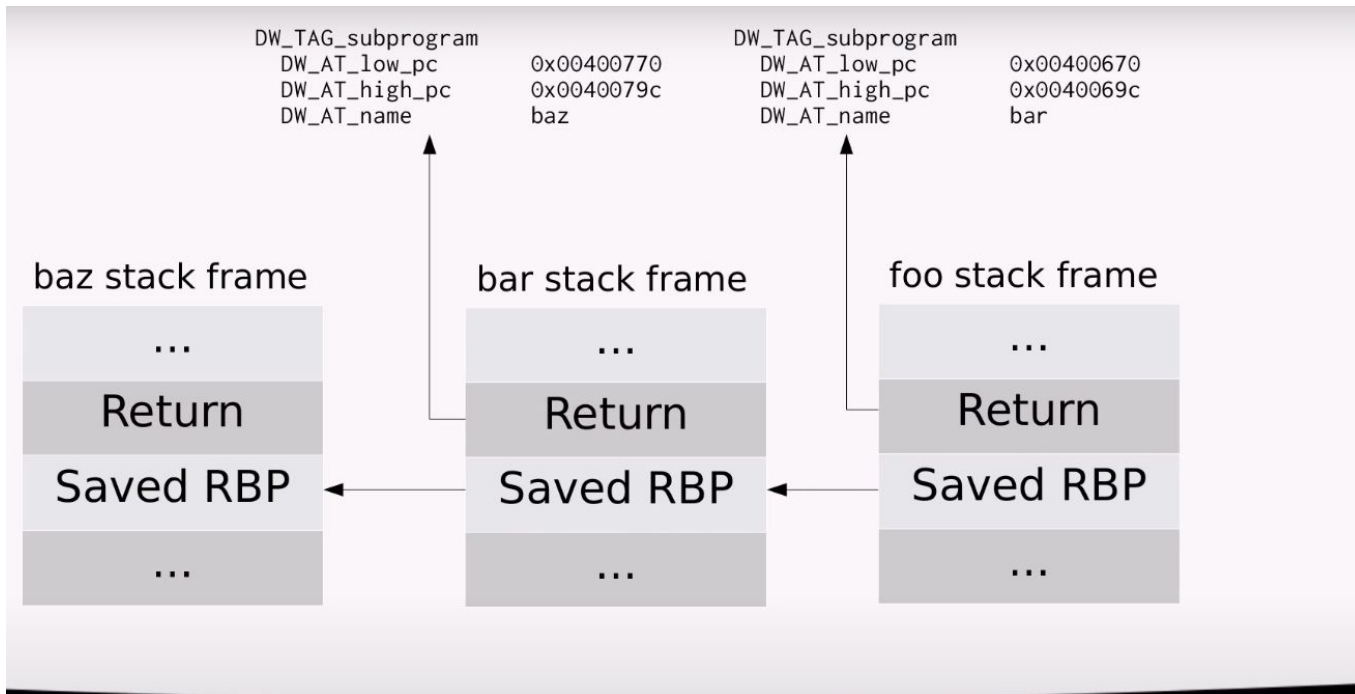 DW_TAG_subprogram
DW_AT_low_pc 0x00400770
DW_AT_high_pc 0x0040079c
DW_AT_name baz
DW_TAG_subprogram
DW_AT_low_pc 0x00400670
DW_AT_high_pc 0x0040069c
DW_AT_name bar
baz stack frame
...
Return
Saved RBP
...
bar stack frame
...
Return
Saved RBP
...
foo stack frame
...
Return
Saved RBP
...